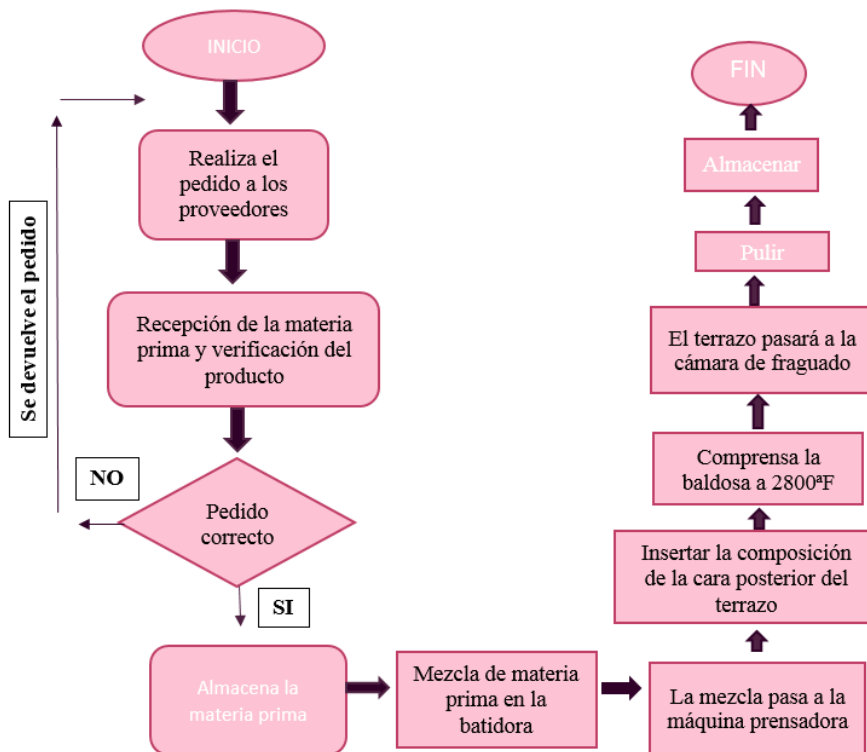 INICIO
Realiza el
pedido a los
proveedores
Recepción de la materia
prima y verificación del
producto
Pedido
correcto
NO
Se devuelve el pedido
SI
Almacena la
materia prima
Mezcla de materia
prima en la
batidora
La mezcla pasa a la
máquina prensadora
Insertar la composición
de la cara posterior del
terrazo
Comprensa la
baldosa a 2800ªF
El terrazo pasará a la
cámara de fraguado
Pulir
Almacenar
FIN